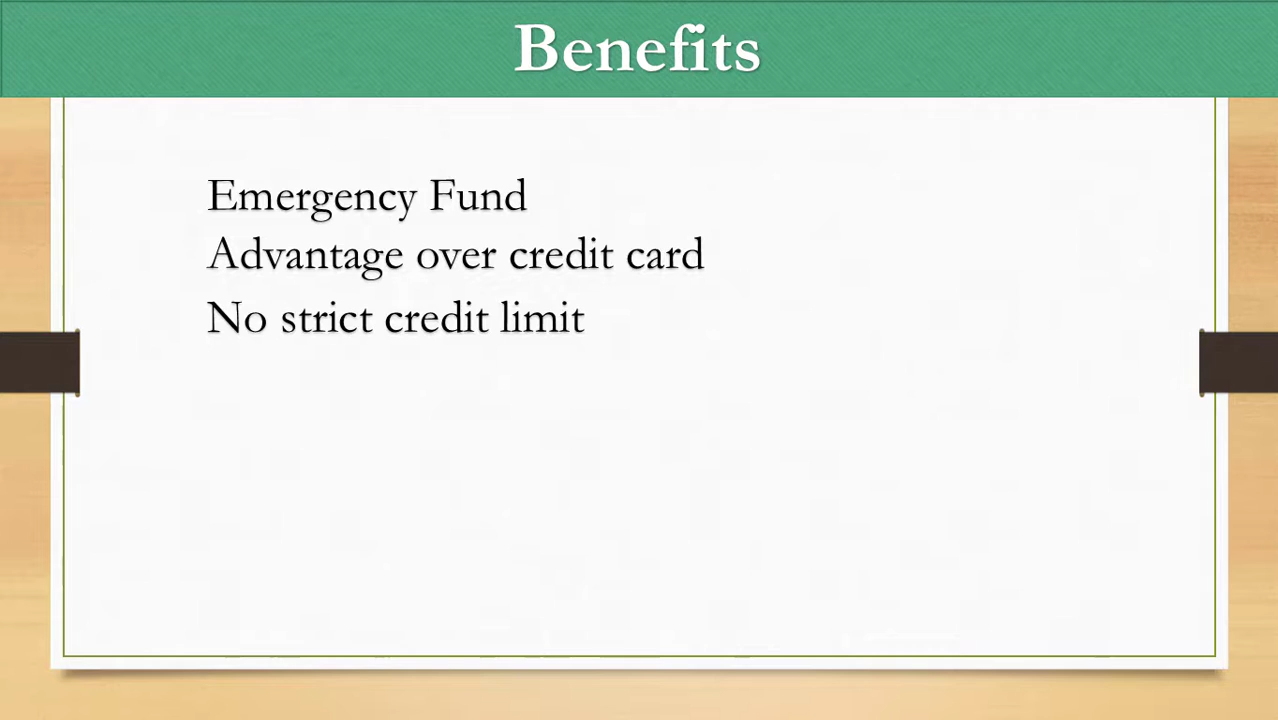 Benefits
Emergency Fund
Advantage over credit card
No strict credit limit